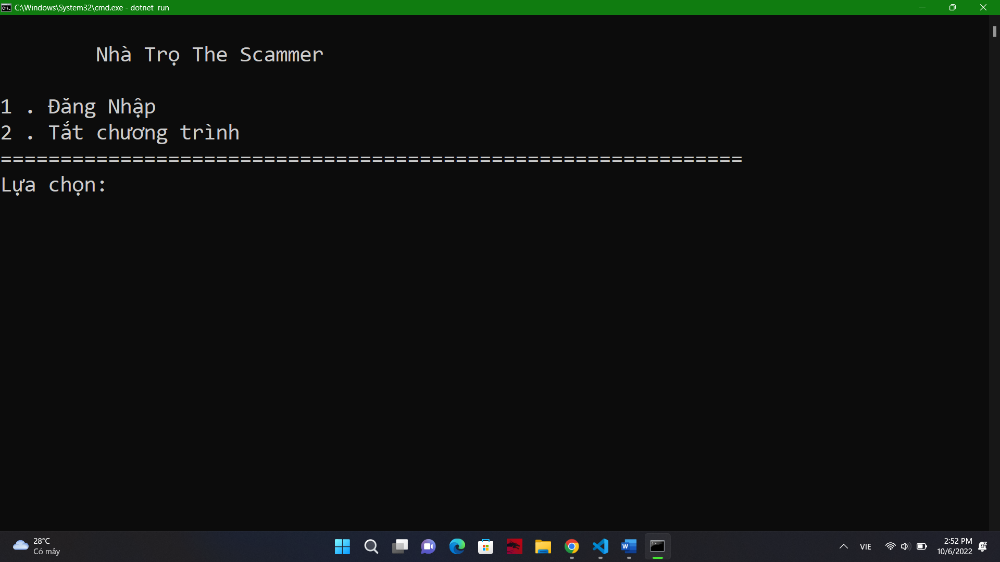 C:\Windows\System32\cmd.exe - dotnet  run
Nhà Trọ The Scammer
1 . Đăng Nhập
2 . Tắt chương trình
==============================================================
Lựa chọn:
28°C
Có mây
VIE
2:52 PM
10/6/2022